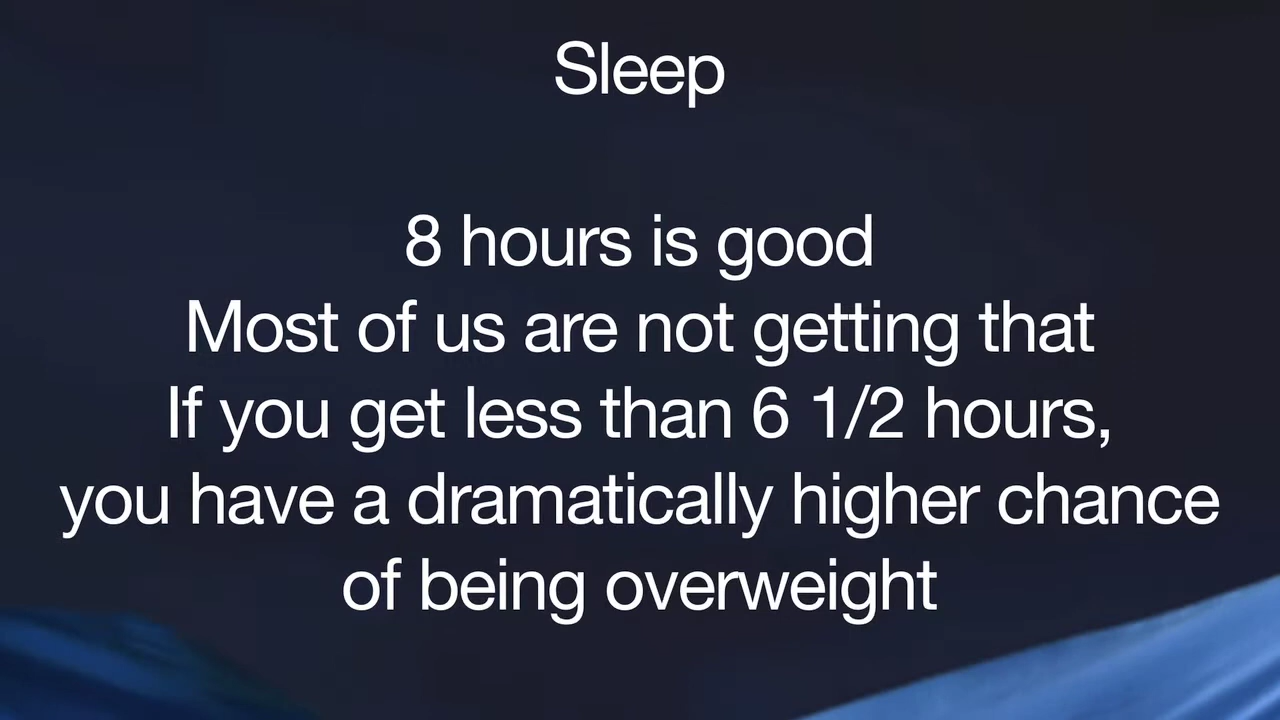 Sleep
8 hours is good
Most of us are not getting that
If you get less than 6 1/2 hours,
you have a dramatically higher chance
of being overweight